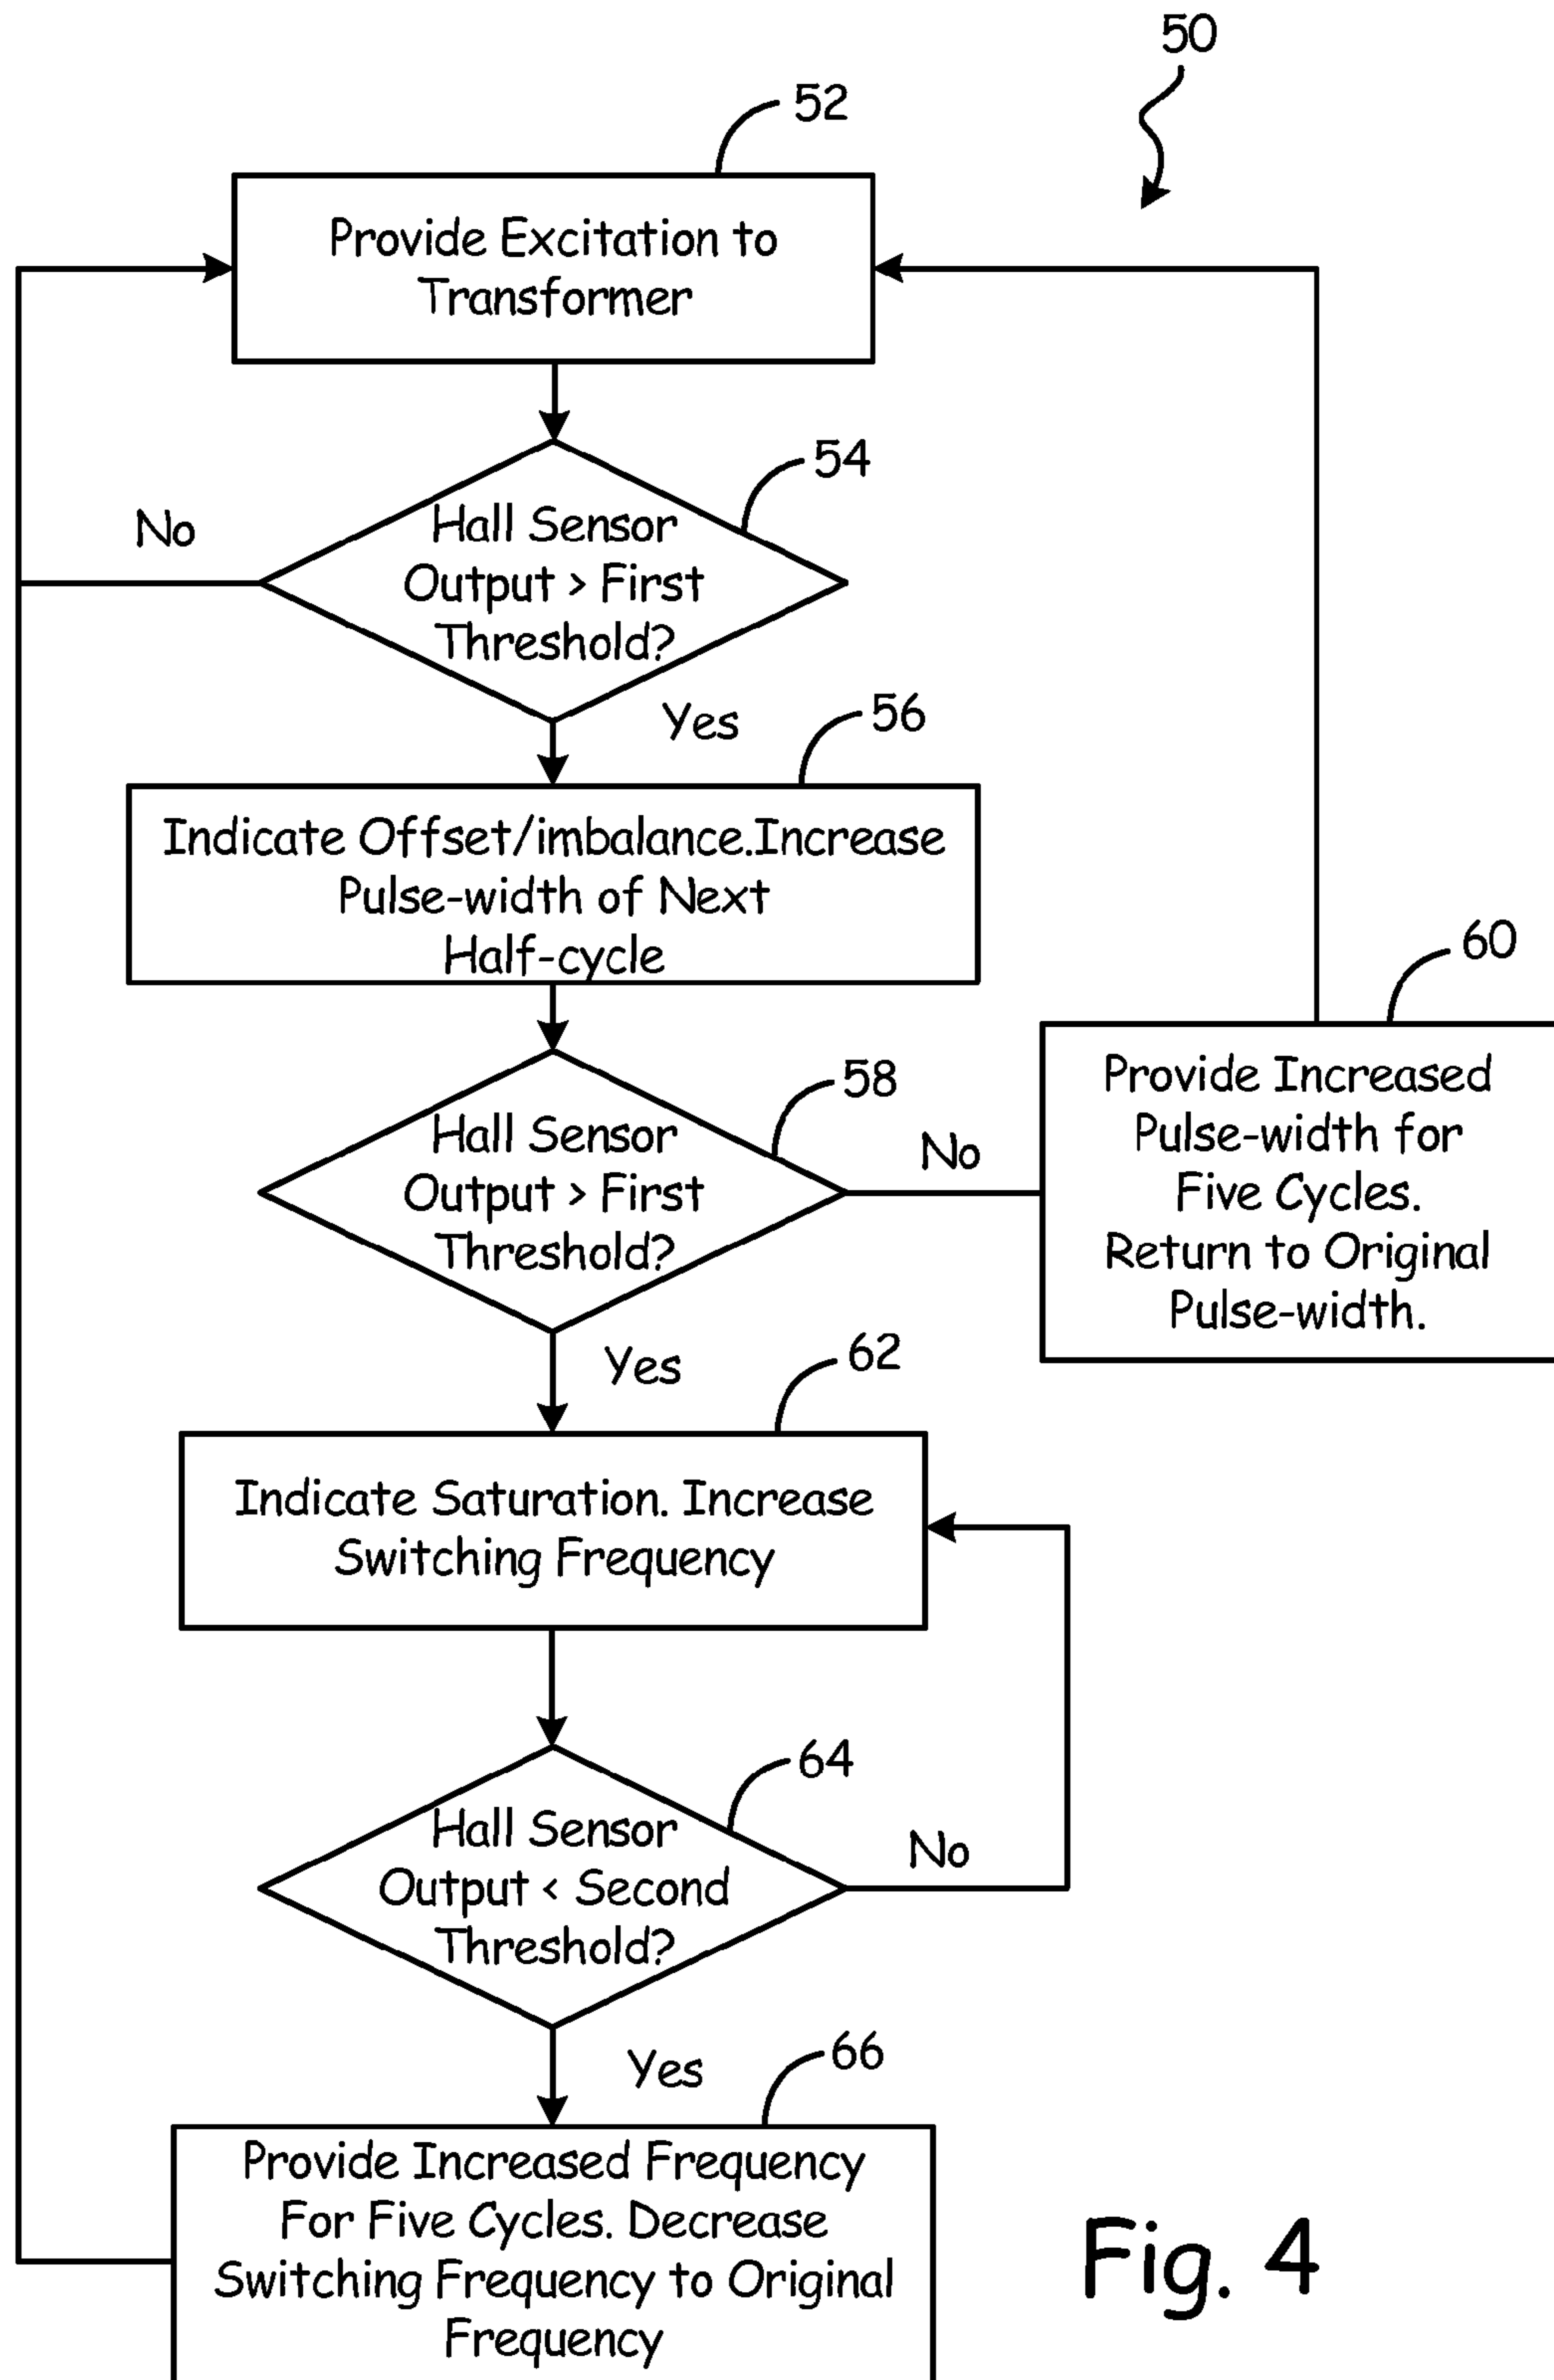 50
52
Provide Excitation to
Transformer
54
No
Hall Sensor
Output > First
Threshold?
Yes
56
Indicate Offset/imbalance.Increase
Pulse-width of Next
Half-cycle
60
58
Hall Sensor
Output > First
Threshold?
No
Provide Increased
Pulse-width for
Five Cycles.
Return to Original
Pulse-width.
Yes
62
Indicate Saturation. Increase
Switching Frequency
64
Hall Sensor
Output < Second
Threshold?
No
Yes
66
Provide Increased Frequency
For Five Cycles. Decrease
Switching Frequency to Original
Frequency
Fig. 4